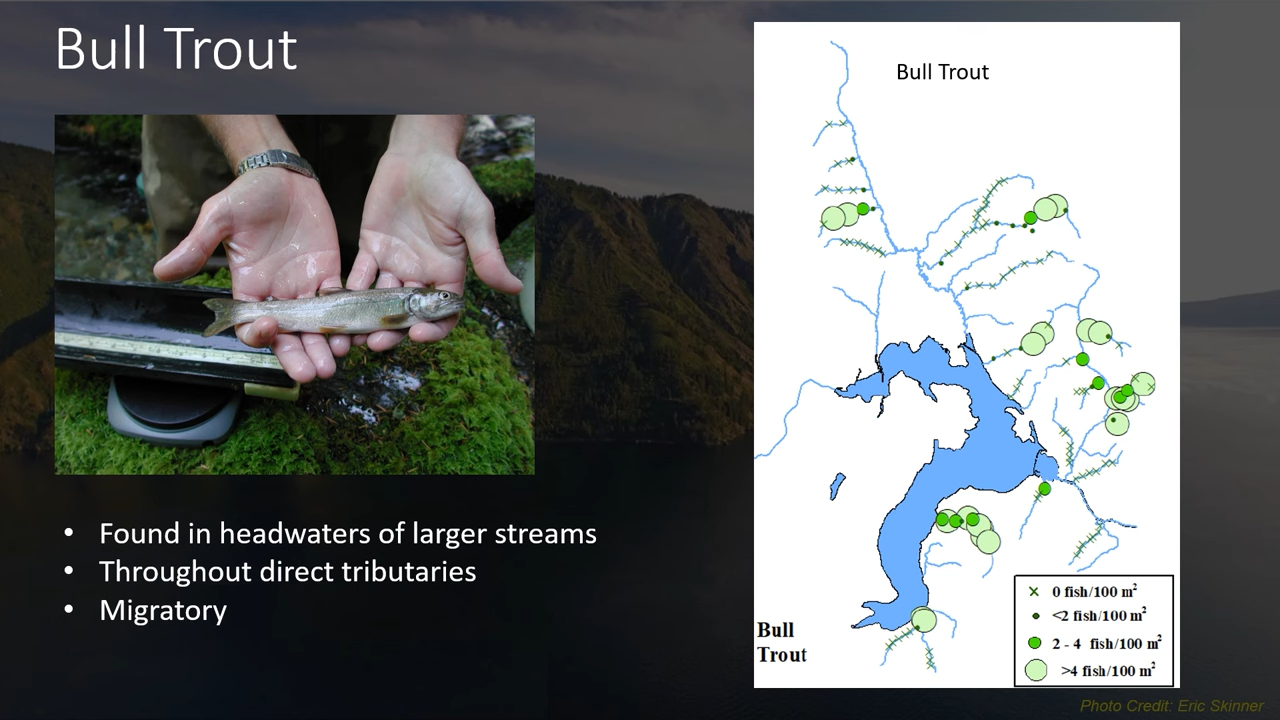 Bull Trout
Bull Trout
• Found in headwaters of larger streams
• Throughout direct tributaries
• Migratory
Bull
Trout
0 fish/100 m²
<2 fish/100 m²
2 - 4 fish/100 m²
>4 fish/100 m²
Photo Credit: Eric Skinner